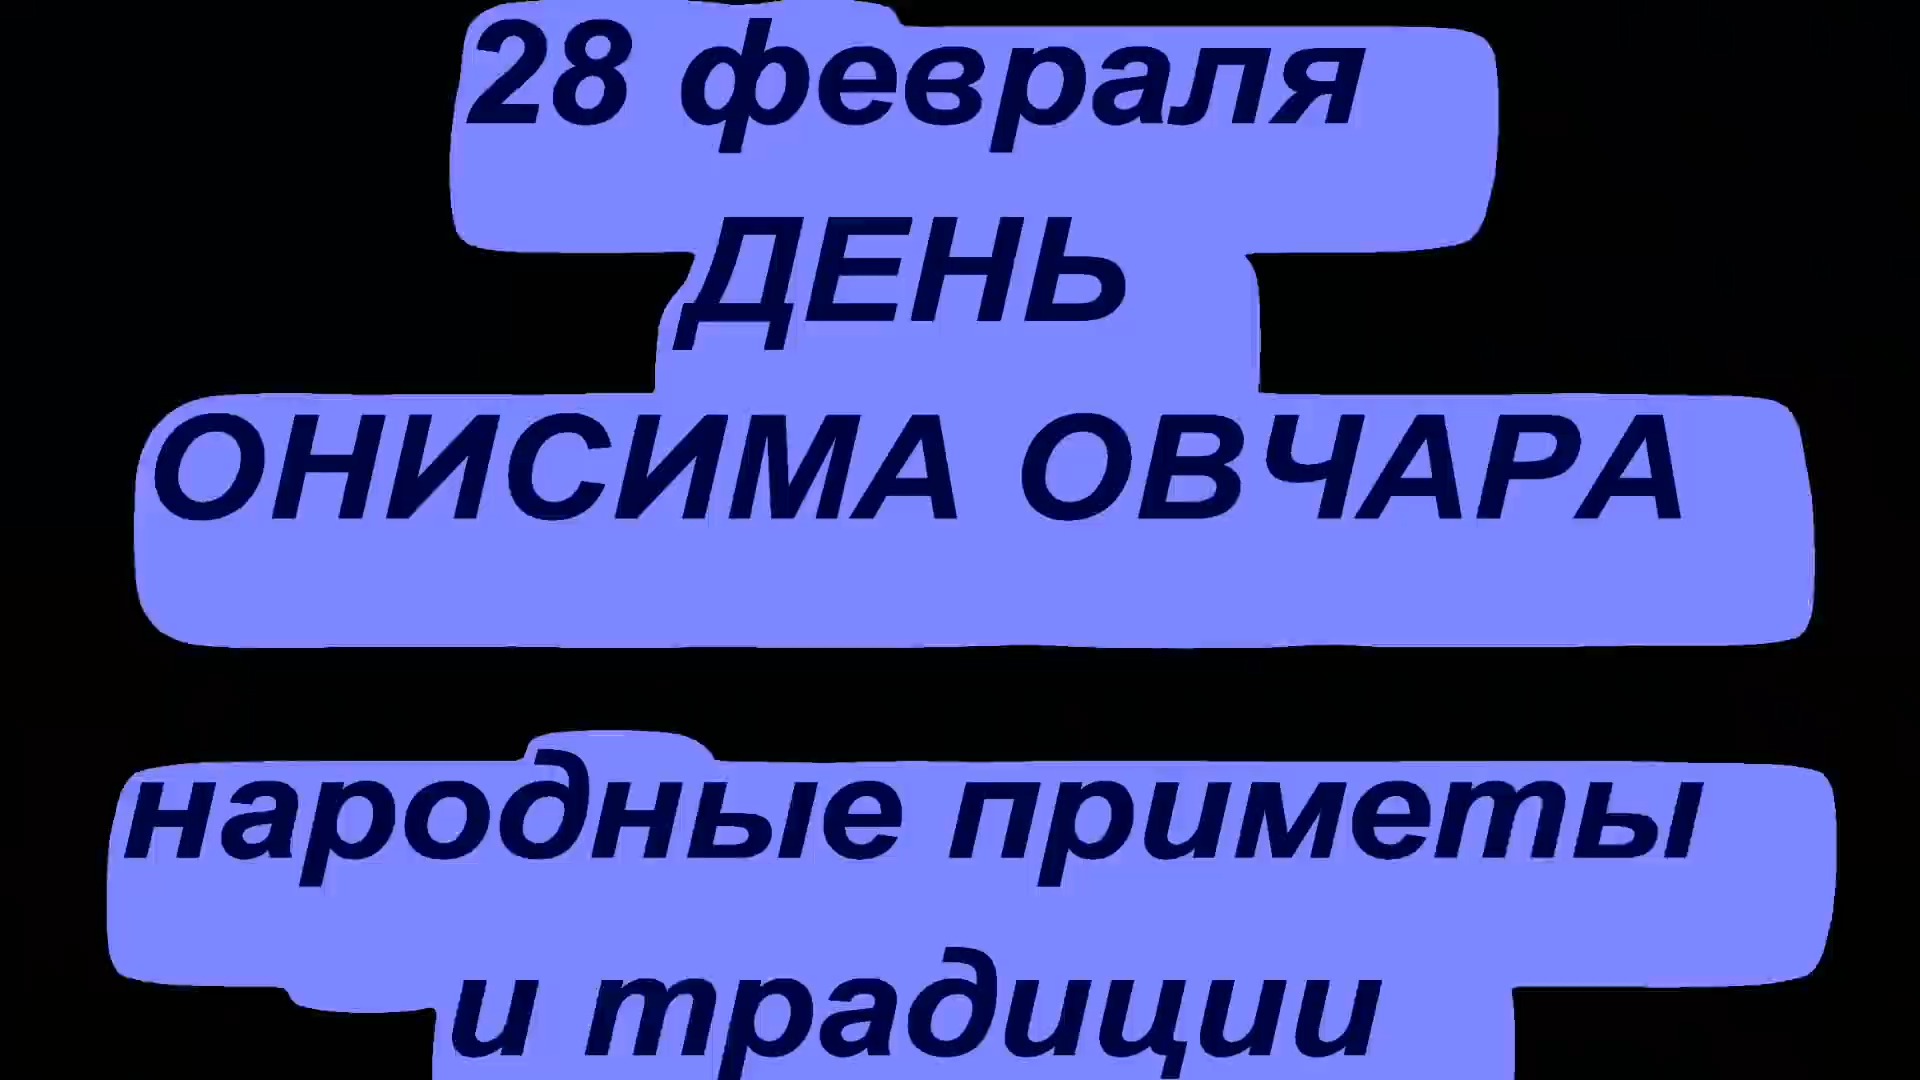 28 февраля
ДЕНЬ
ОНИСИМА ОВЧАРА
народные приметы
и традиции